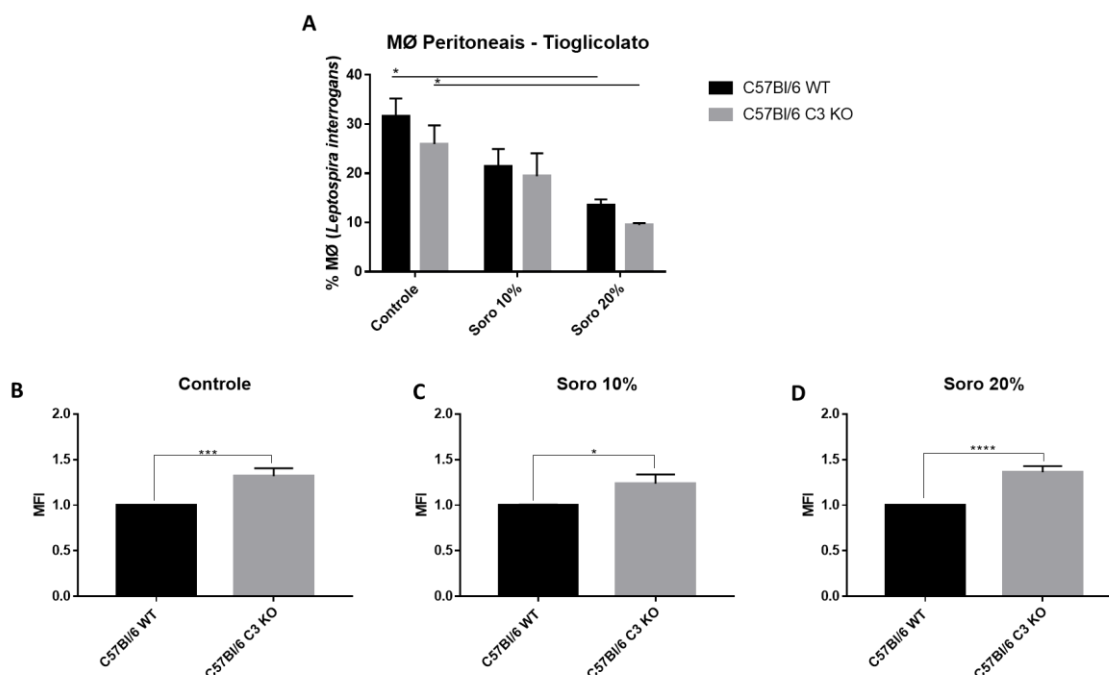 A
MØ Peritoneais - Tioglicolato
% MØ (Leptospira interrogans)
40
30
20
10
0
*
*
Controle
Soro 10%
Soro 20%
C57Bl/6 WT
C57Bl/6 C3 KO
B
Controle
MFI
2.0
1.5
1.0
0.5
0.0
***
C57Bl/6 WT
C57Bl/6 C3 KO
C
Soro 10%
MFI
2.0
1.5
1.0
0.5
0.0
*
C57Bl/6 WT
C57Bl/6 C3 KO
D
Soro 20%
MFI
2.0
1.5
1.0
0.5
0.0
****
C57Bl/6 WT
C57Bl/6 C3 KO